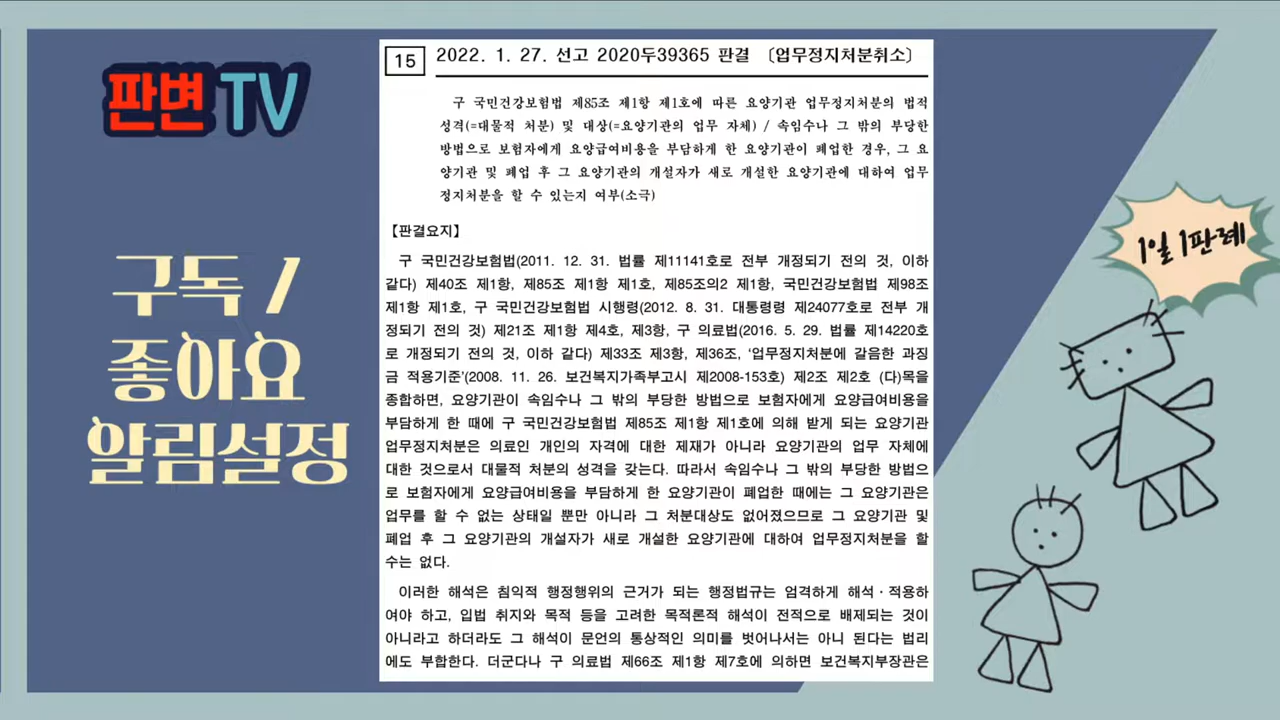 판변 TV
구독 /
좋아요
알림설정
15 2022. 1. 27. 선고 2020두39365 판결 〔업무정지처분취소〕
구 국민건강보험법 제85조 제1항 제1호에 따른 요양기관 업무정지처분의 법적
성격(=대물적 처분) 및 대상(=요양기관의 업무 자체) / 속임수나 그 밖의 부당한
방법으로 보험자에게 요양급여비용을 부담하게 한 요양기관이 폐업한 경우, 그 요
양기관 및 폐업 후 그 요양기관의 개설자가 새로 개설한 요양기관에 대하여 업무
정지처분을 할 수 있는지 여부(소극)
【판결요지】
구 국민건강보험법(2011. 12. 31. 법률 제11141호로 전부 개정되기 전의 것, 이하
같다) 제40조 제1항, 제85조 제1항 제1호, 제85조의2 제1항, 국민건강보험법 제98조
제1항 제1호, 구 국민건강보험법 시행령(2012. 8. 31. 대통령령 제24077호로 전부 개
정되기 전의 것) 제21조 제1항 제4호, 제3항, 구 의료법(2016. 5. 29. 법률 제14220호
로 개정되기 전의 것, 이하 같다) 제33조 제3항, 제36조, ‘업무정지처분에 갈음한 과징
금 적용기준’(2008. 11. 26. 보건복지가족부고시 제2008-153호) 제2조 제2호 (다)목을
종합하면, 요양기관이 속임수나 그 밖의 부당한 방법으로 보험자에게 요양급여비용을
부담하게 한 때에 구 국민건강보험법 제85조 제1항 제1호에 의해 받게 되는 요양기관
업무정지처분은 의료인 개인의 자격에 대한 제재가 아니라 요양기관의 업무 자체에
대한 것으로서 대물적 처분의 성격을 갖는다. 따라서 속임수나 그 밖의 부당한 방법으
로 보험자에게 요양급여비용을 부담하게 한 요양기관이 폐업한 때에는 그 요양기관은
업무를 할 수 없는 상태일 뿐만 아니라 그 처분대상도 없어졌으므로 그 요양기관 및
폐업 후 그 요양기관의 개설자가 새로 개설한 요양기관에 대하여 업무정지처분을 할
수는 없다.
이러한 해석은 침익적 행정행위의 근거가 되는 행정법규는 엄격하게 해석·적용하
여야 하고, 입법 취지와 목적 등을 고려한 목적론적 해석이 전적으로 배제되는 것이
아니라고 하더라도 그 해석이 문언의 통상적인 의미를 벗어나서는 아니 된다는 법리
에도 부합한다. 더군다나 구 의료법 제66조 제1항 제7호에 의하면 보건복지부장관은
1일 1판례